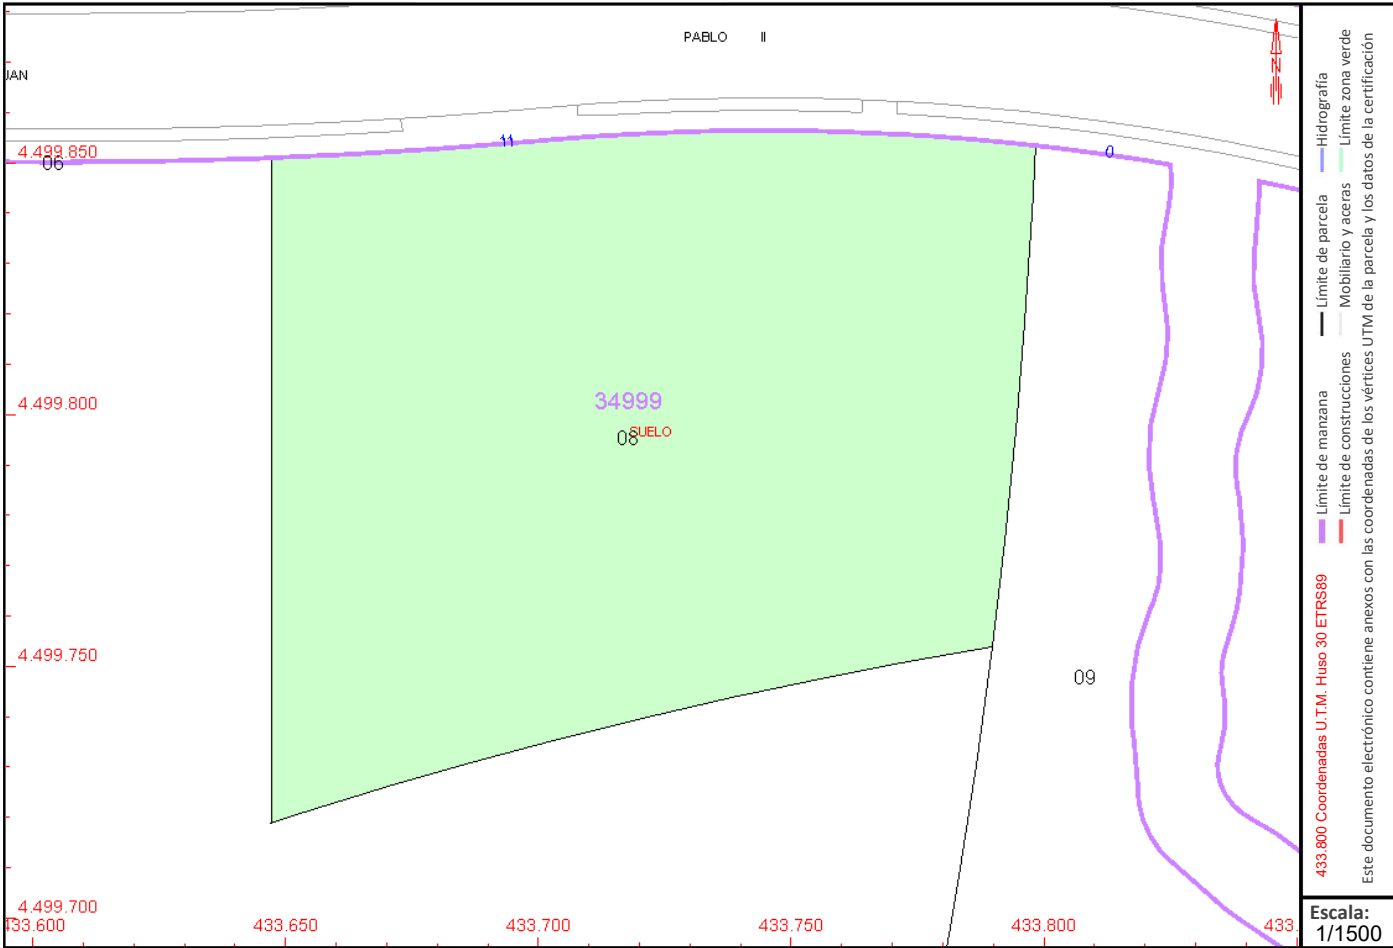 PABLO II
JAN
11
0
4.499.850
06
4.499.800
34999
08
SUELO
4.499.750
09
4.499.700
433.600
433.650
433.700
433.750
433.800
433.
N
433.800 Coordenadas U.T.M. Huso 30 ETRS89
Límite de manzana
Límite de parcela
Hidrografía
Límite de construcciones
Mobiliario y aceras
Límite zona verde
Este documento electrónico contiene anexos con las coordenadas de los vértices UTM de la parcela y los datos de la certificación
Escala:
1/1500